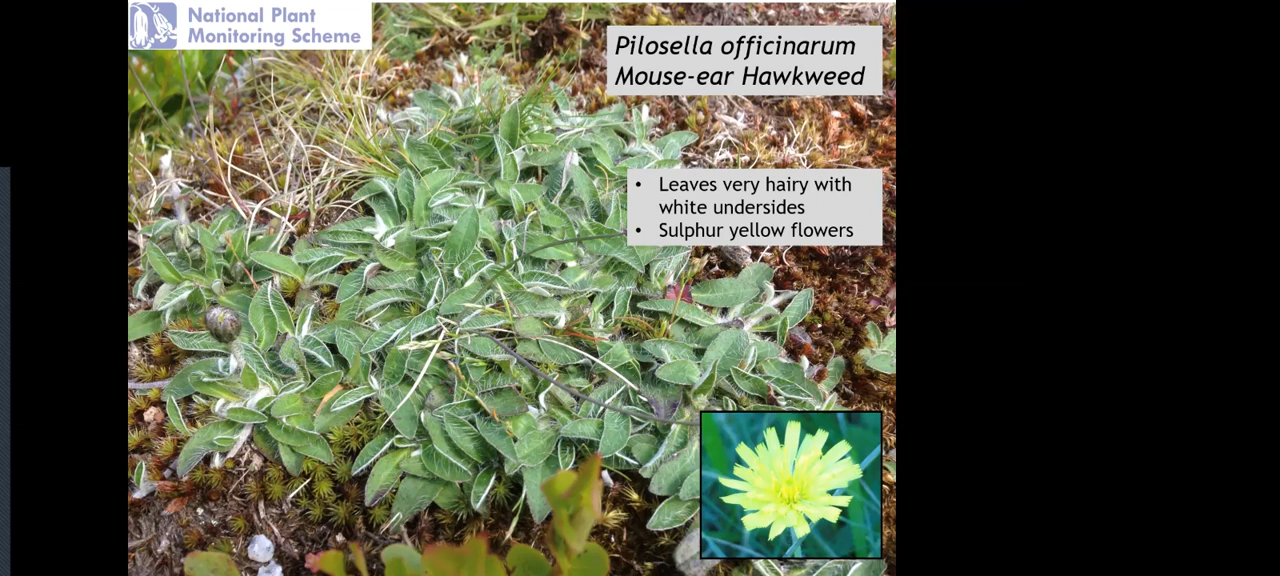 National Plant
Monitoring Scheme
Pilosella officinarum
Mouse-ear Hawkweed
• Leaves very hairy with
white undersides
• Sulphur yellow flowers